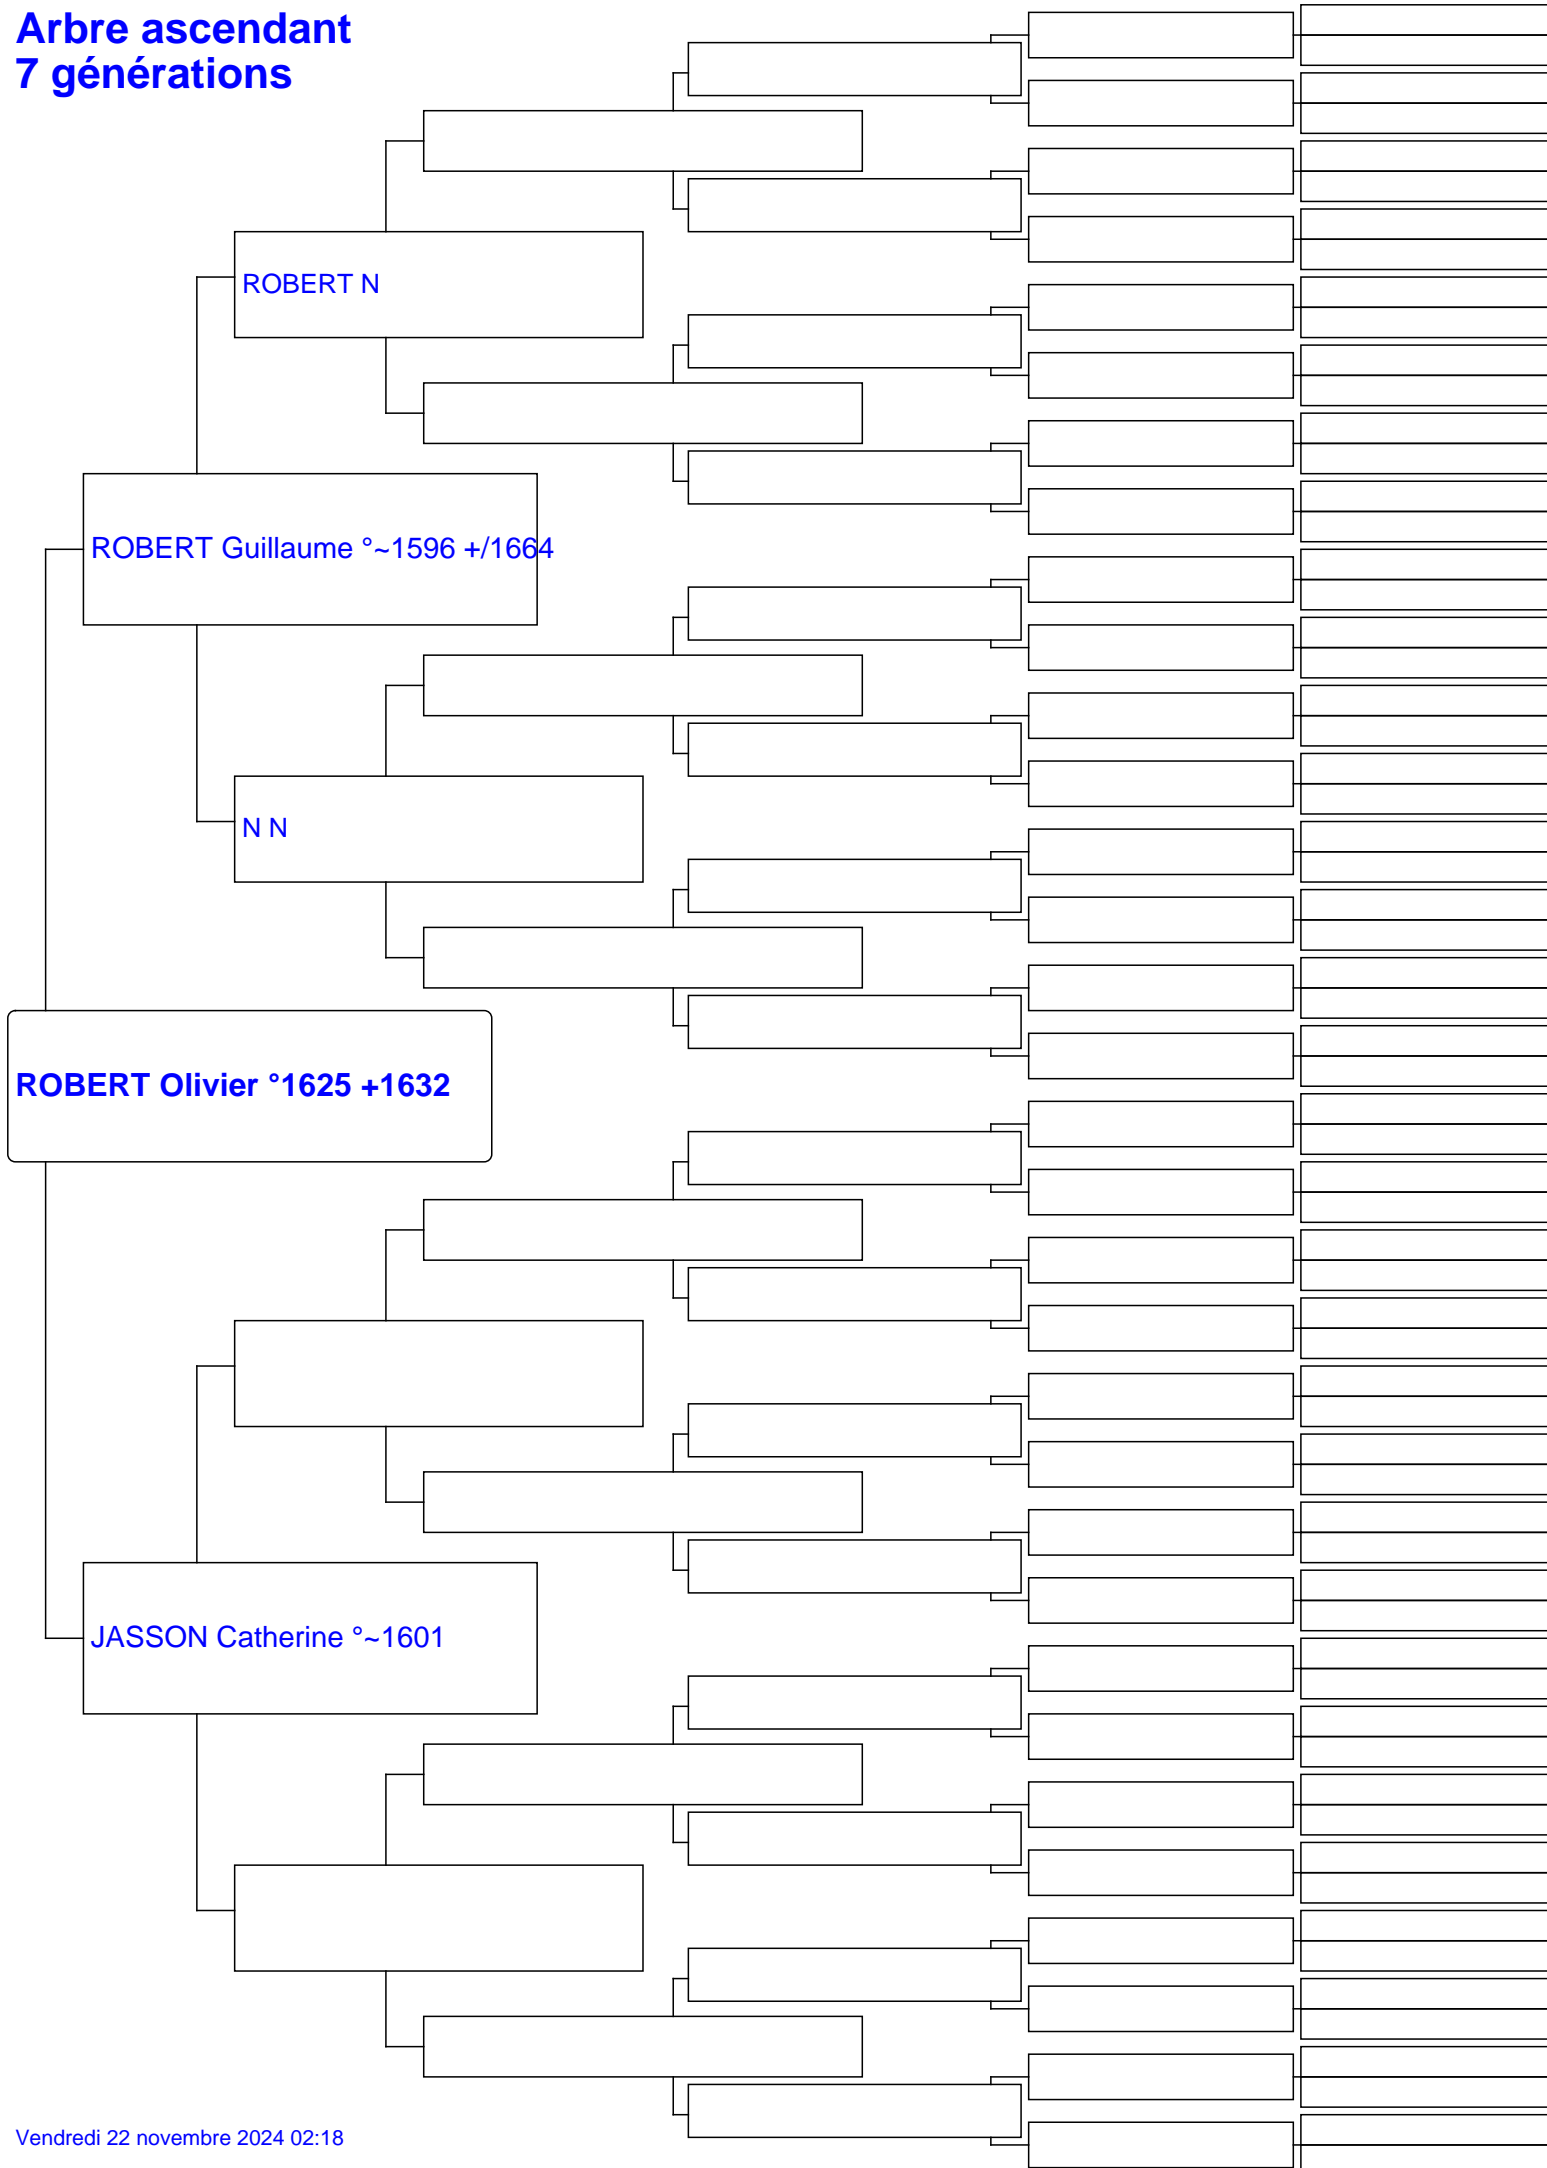 Arbre ascendant
7 générations
ROBERT N
ROBERT Guillaume °~1596 +/1664
N N
ROBERT Olivier °1625 +1632
JASSON Catherine °~1601
Vendredi 22 novembre 2024 02:18